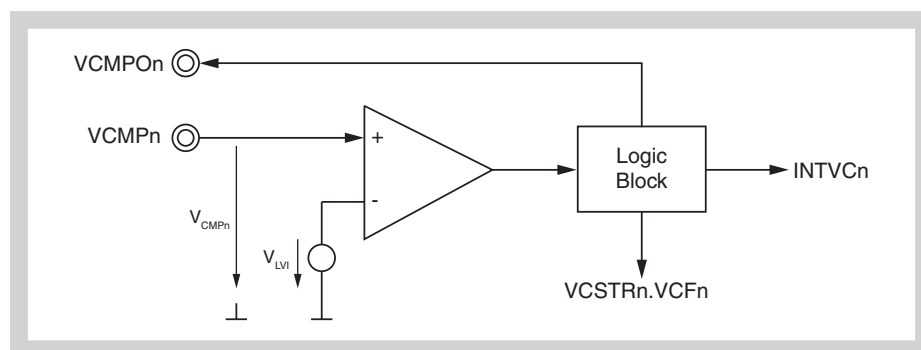 VCMPOn
VCMPn
+
-
Logic
Block
INTVCn
VCMPn
VLVI
VCSTRn.VCFn